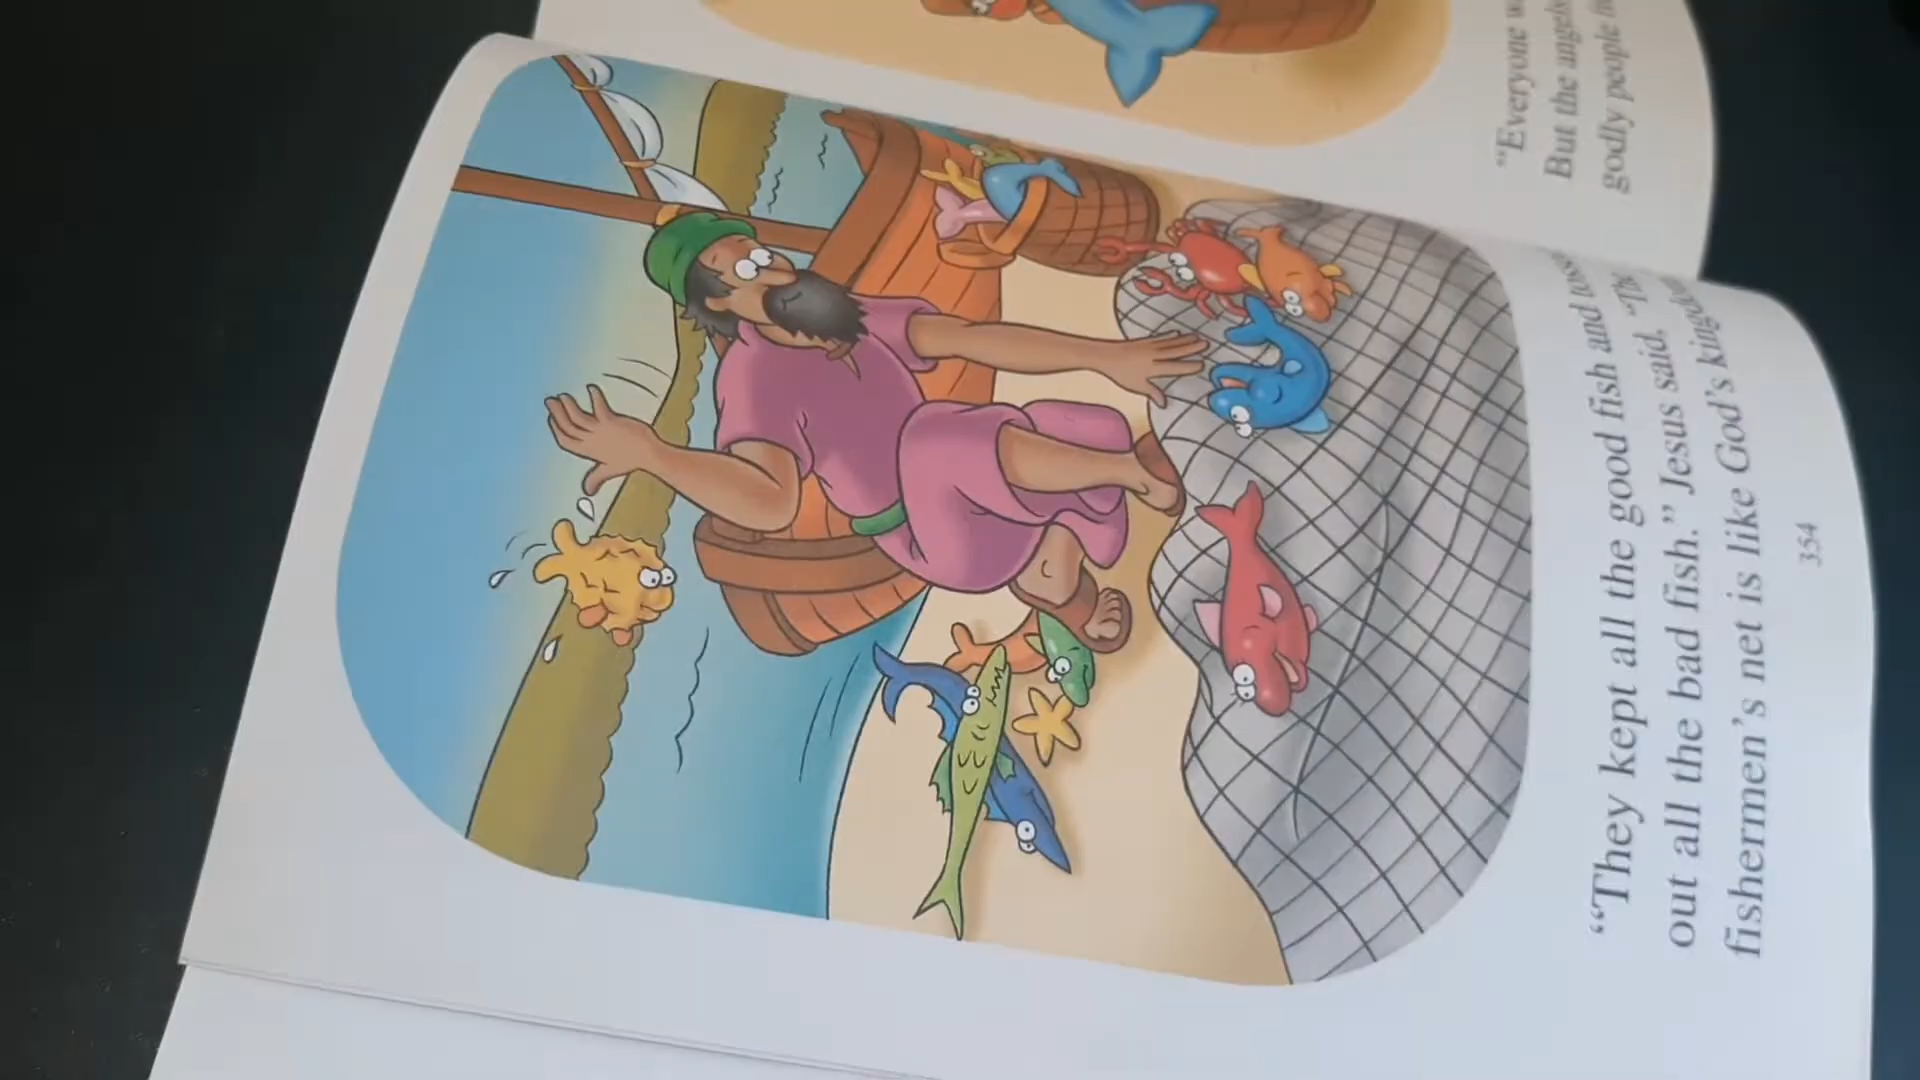 “They kept all the good fish and
out all the bad fish.” Jesus said, “The
fishermen’s net is like God’s kingdom
354
“Everyone
But the angels
godly people